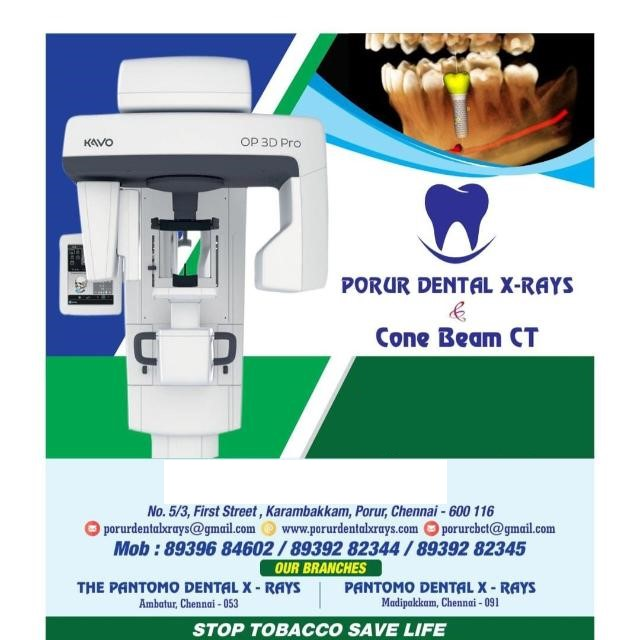 KAVO
OP 3D Pro
PORUR DENTAL X-RAYS
&
Cone Beam CT
No. 5/3, First Street , Karambakkam, Porur, Chennai - 600 116
porurdentalxrays@gmail.com www.porurdentalxrays.com porurcbct@gmail.com
Mob : 89396 84602 / 89392 82344 / 89392 82345
OUR BRANCHES
THE PANTOMO DENTAL X - RAYS
Ambatur, Chennai - 053
PANTOMO DENTAL X - RAYS
Madipakkam, Chennai - 091
STOP TOBACCO SAVE LIFE